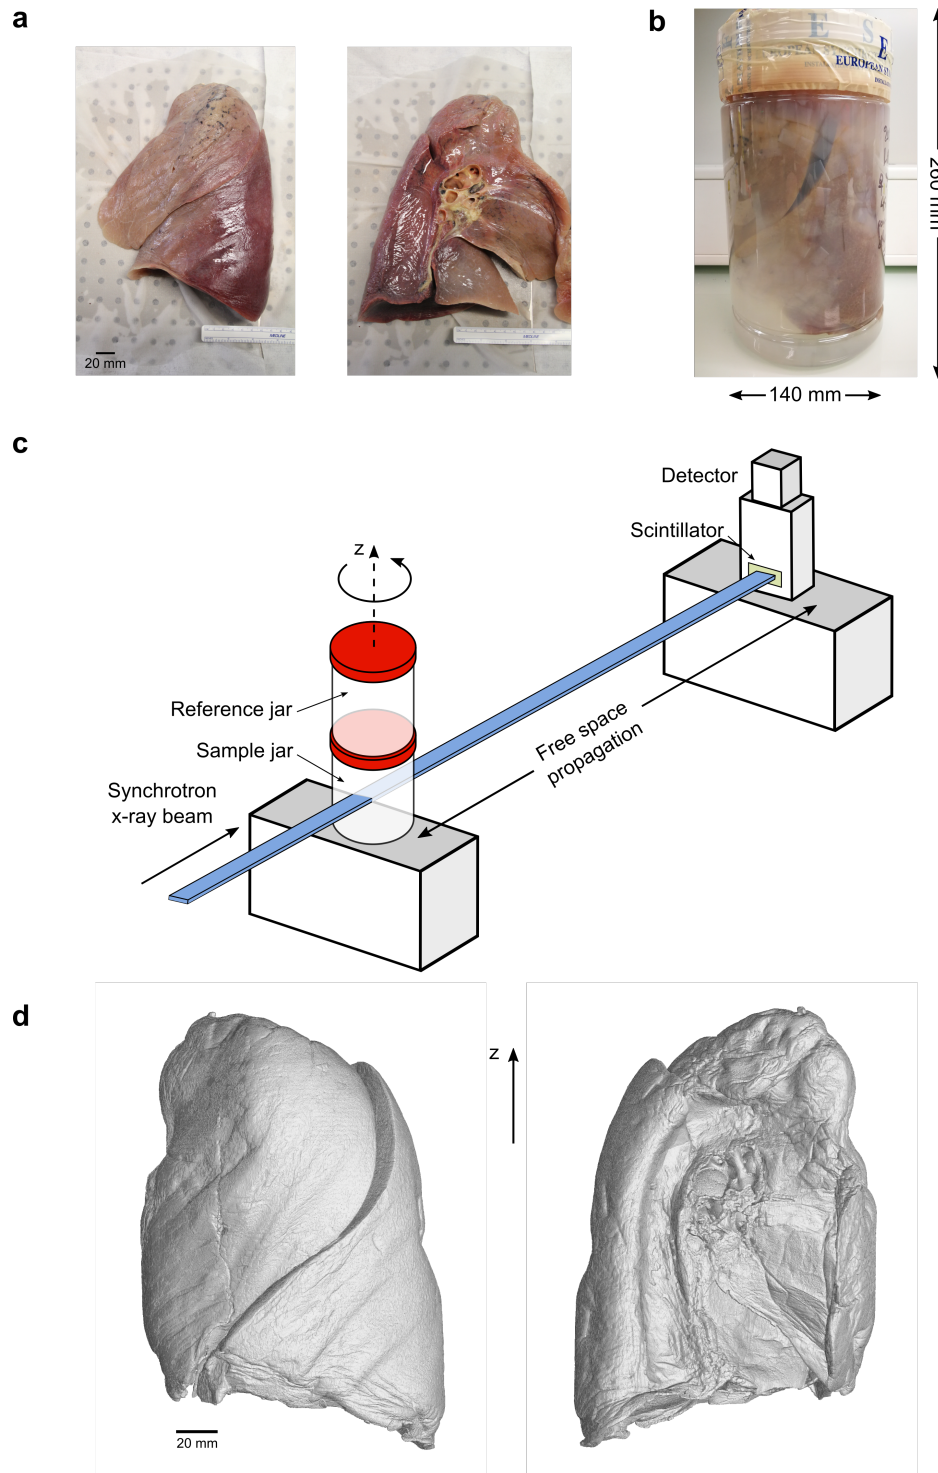 a
20 mm
b
E S E
EUROPEAN
140 mm
260 mm
c
Detector
Scintillator
z
Reference jar
Sample jar
Synchrotron
x-ray beam
Free space
propagation
d
z
20 mm